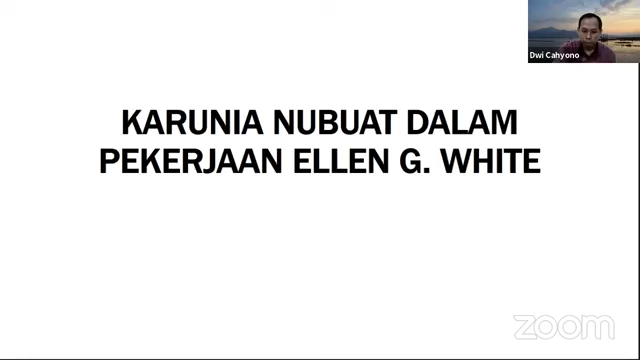 Dwi Cahyono
KARUNIA NUBUAT DALAM
PEKERJAAN ELLEN G. WHITE
zoom